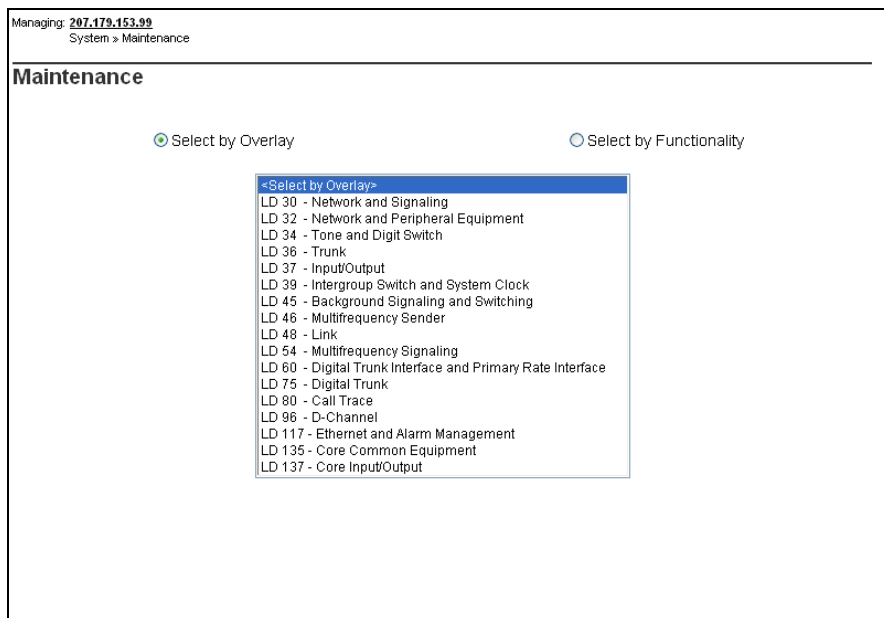 Managing: 207.179.153.99
System » Maintenance
Maintenance
Select by Overlay
Select by Functionality
<Select by Overlay>
LD 30 - Network and Signaling
LD 32 - Network and Peripheral Equipment
LD 34 - Tone and Digit Switch
LD 36 - Trunk
LD 37 - Input/Output
LD 39 - Intergroup Switch and System Clock
LD 45 - Background Signaling and Switching
LD 46 - Multifrequency Sender
LD 48 - Link
LD 54 - Multifrequency Signaling
LD 60 - Digital Trunk Interface and Primary Rate Interface
LD 75 - Digital Trunk
LD 80 - Call Trace
LD 96 - D-Channel
LD 117 - Ethernet and Alarm Management
LD 135 - Core Common Equipment
LD 137 - Core Input/Output